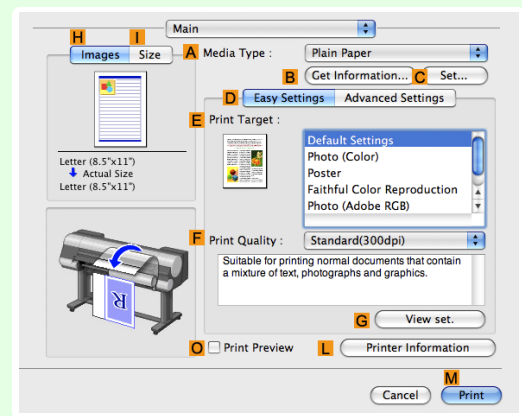 Main
H
I
Images
Size
A Media Type :
Plain Paper
B Get Information...
C Set...
D Easy Settings
Advanced Settings
E Print Target :
Default Settings
Photo (Color)
Poster
Faithful Color Reproduction
Photo (Adobe RGB)
Letter (8.5"x11")
Actual Size
Letter (8.5"x11")
F Print Quality :
Standard(300dpi)
Suitable for printing normal documents that contain
a mixture of text, photographs and graphics.
R
G View set.
O Print Preview
L Printer Information
M
Cancel
Print